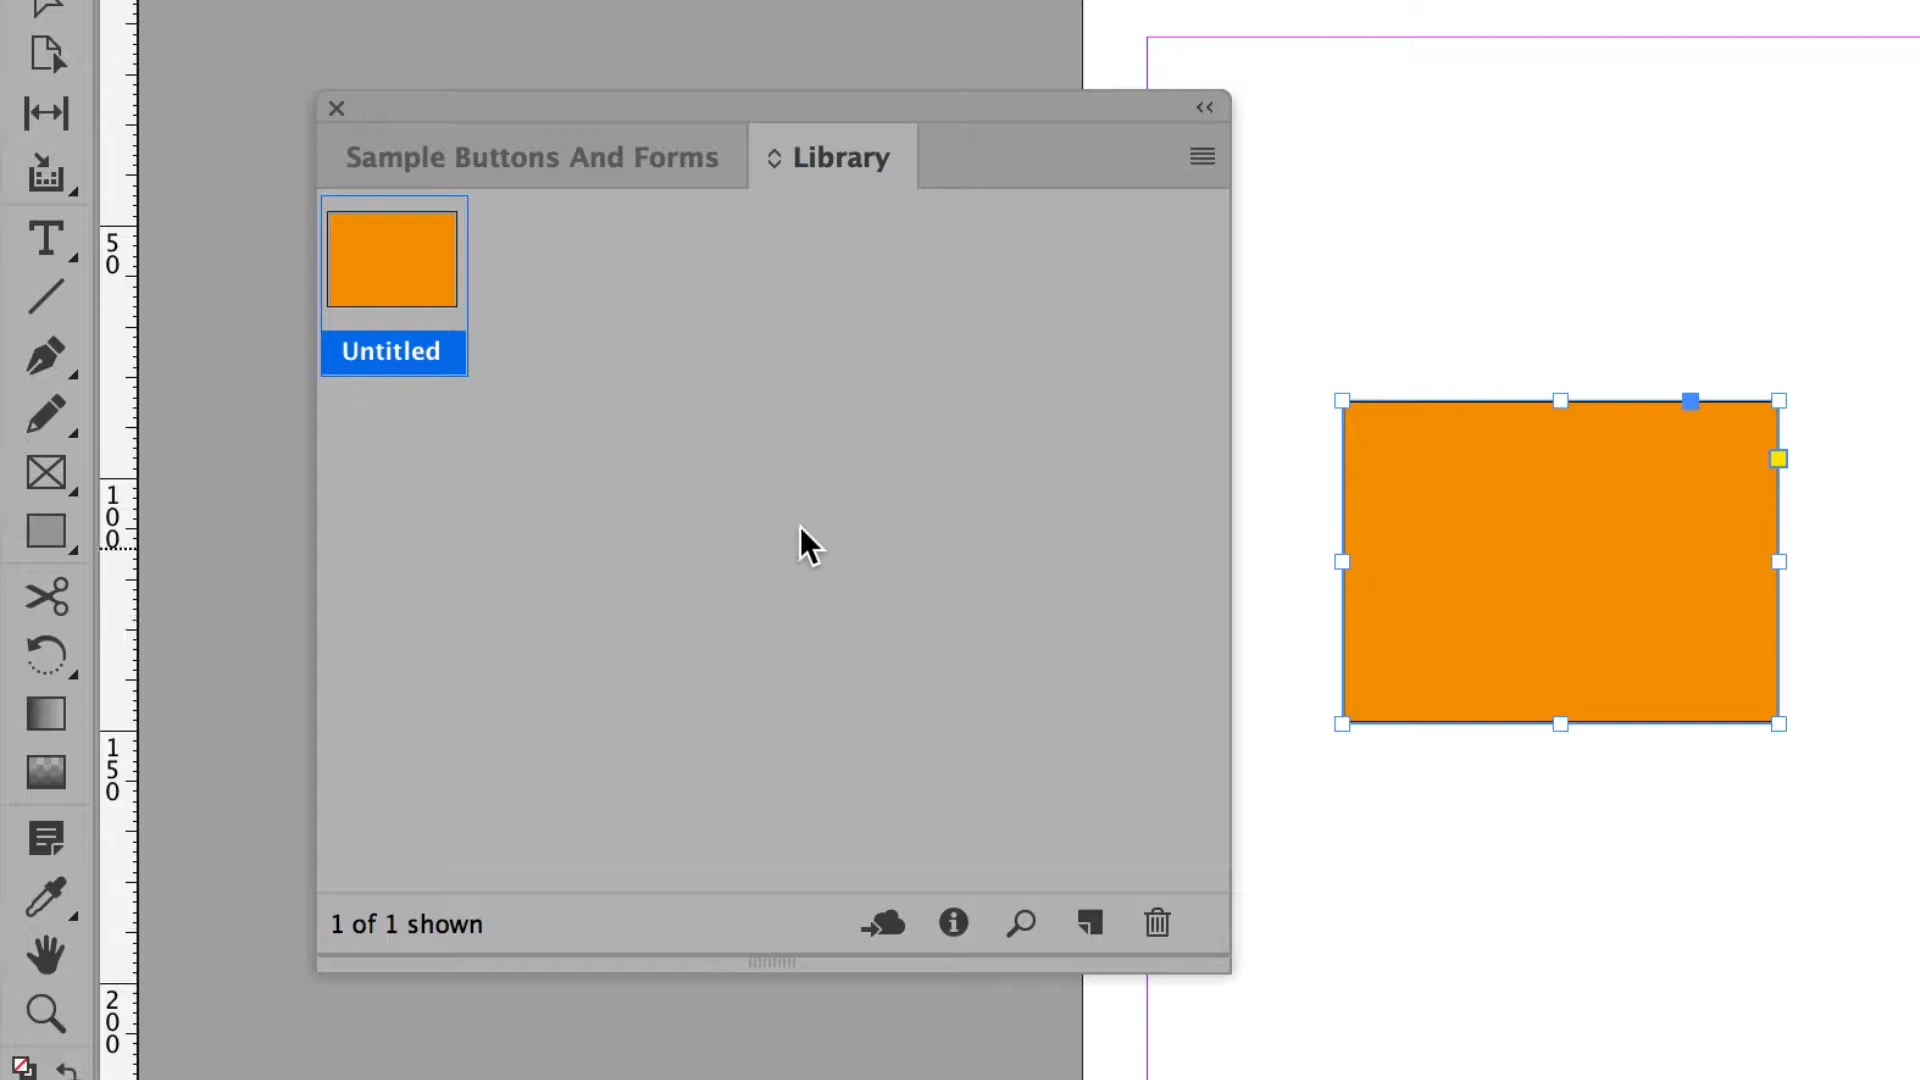 Sample Buttons And Forms
Library
Untitled
1 of 1 shown
50
100
150
200